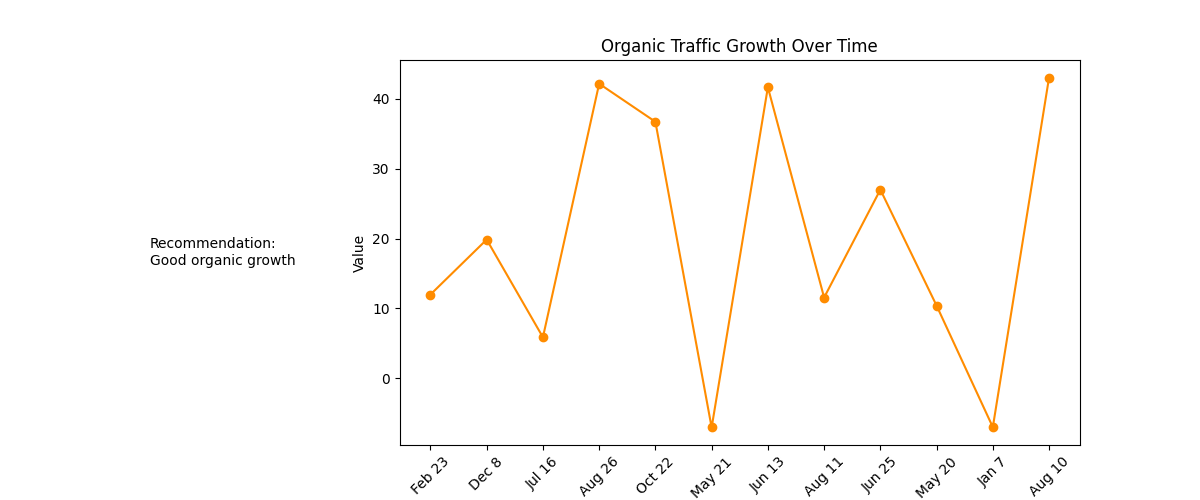 Organic Traffic Growth Over Time
Recommendation:
Good organic growth
Value
40
30
20
10
0
Feb 23
Dec 8
Jul 16
Aug 26
Oct 22
May 21
Jun 13
Aug 11
Jun 25
May 20
Jan 7
Aug 10